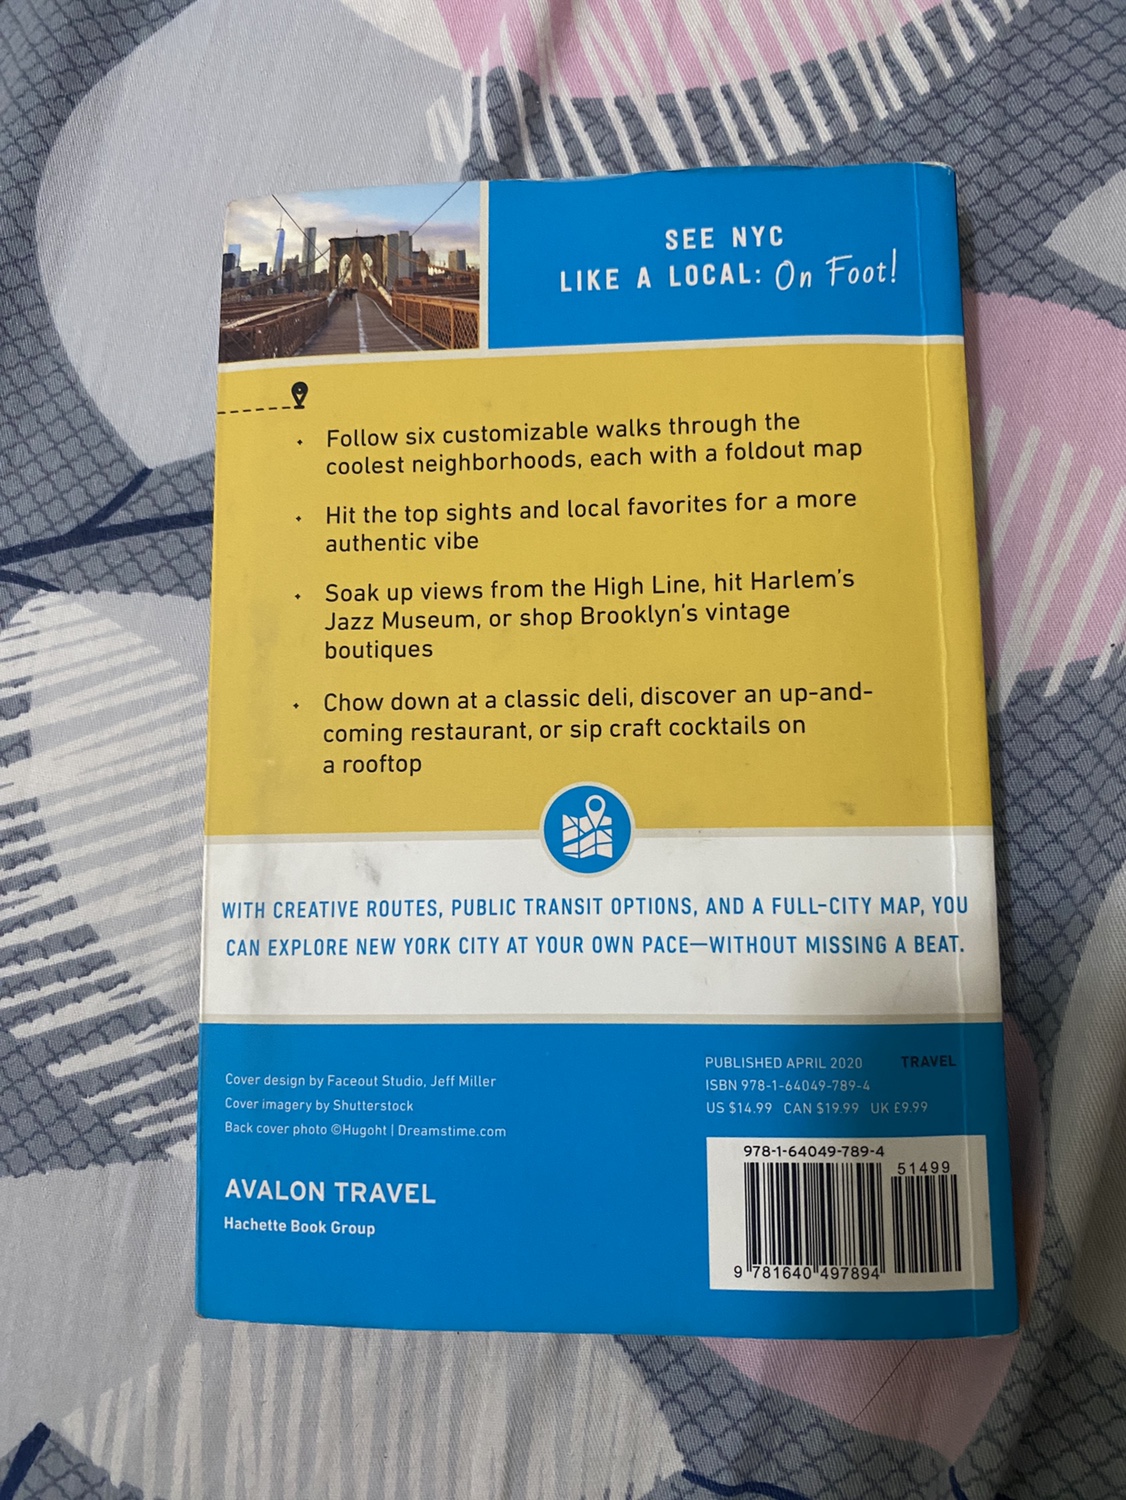 SEE NYC
LIKE A LOCAL: On Foot!
Follow six customizable walks through the
coolest neighborhoods, each with a foldout map
Hit the top sights and local favorites for a more
authentic vibe
Soak up views from the High Line, hit Harlem's
Jazz Museum, or shop Brooklyn's vintage
boutiques
Chow down at a classic deli, discover an up-and-
coming restaurant, or sip craft cocktails on
a rooftop
WITH CREATIVE ROUTES, PUBLIC TRANSIT OPTIONS, AND A FULL-CITY MAP, YOU
CAN EXPLORE NEW YORK CITY AT YOUR OWN PACE—WITHOUT MISSING A BEAT.
Cover design by Faceout Studio, Jeff Miller
Cover imagery by Shutterstock
Back cover photo ©Hugoht | Dreamstime.com
AVALON TRAVEL
Hachette Book Group
PUBLISHED APRIL 2020 TRAVEL
ISBN 978-1-64049-789-4
US $14.99 CAN $19.99 UK £9.99
978-1-64049-789-4
51499
9 781640 497894